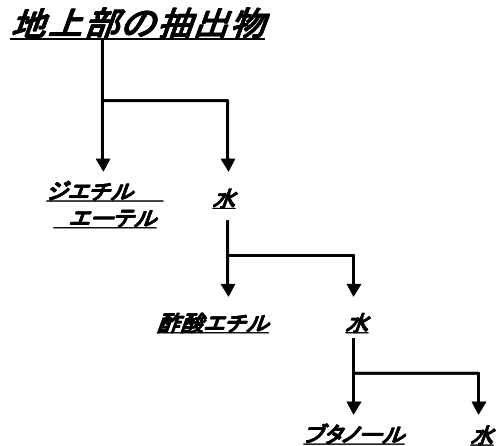 地上部の抽出物
ジエチル
エーテル
水
酢酸エチル
水
ブタノール
水